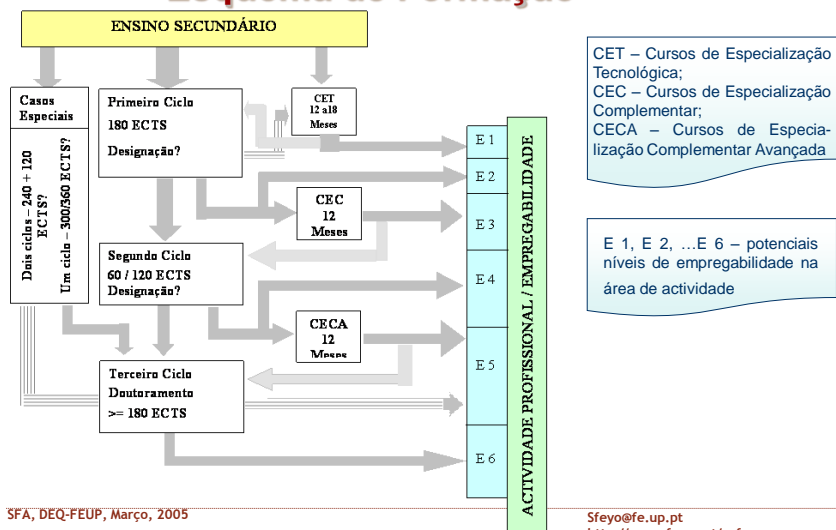 Esquema de Formação
ENSINO SECUNDÁRIO
Casos
Especiais
Dois ciclos – 240 + 120
ECTS?
Um ciclo – 300/360 ECTS?
Primeiro Ciclo
180 ECTS
Designação?
CET
12 a18
Meses
CEC
12
Meses
Segundo Ciclo
60 / 120 ECTS
Designação?
CECA
12
Meses
Terceiro Ciclo
Doutoramento
>= 180 ECTS
E 1
E 2
E 3
E 4
E 5
E 6
ACTIVIDADE PROFISSIONAL / EMPREGABILIDADE
CET – Cursos de Especialização
Tecnológica;
CEC – Cursos de Especialização
Complementar;
CECA – Cursos de Especia-
lização Complementar Avançada
E 1, E 2, …E 6 – potenciais
níveis de empregabilidade na
área de actividade
SFA, DEQ-FEUP, Março, 2005
Sfeyo@fe.up.pt